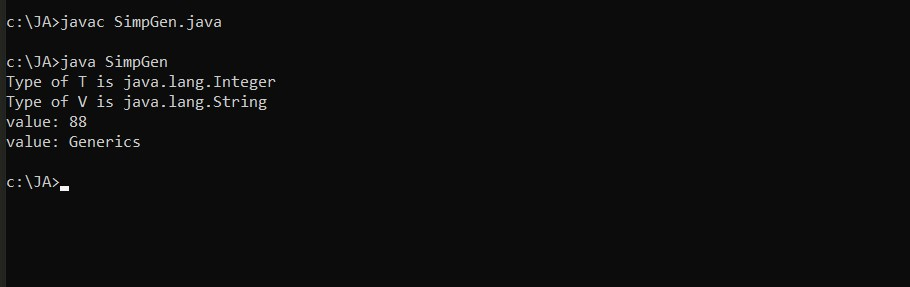 c:\JA>javac SimpGen.java
c:\JA>java SimpGen
Type of T is java.lang.Integer
Type of V is java.lang.String
value: 88
value: Generics
c:\JA>